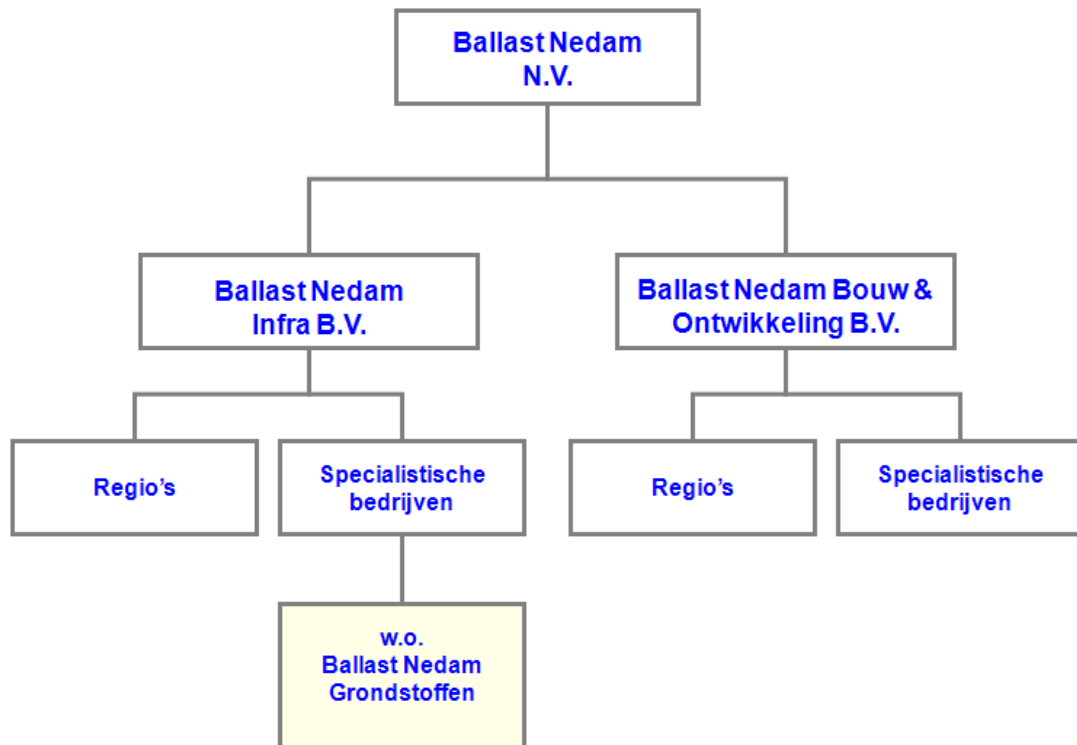 Ballast Nedam
N.V.
Ballast Nedam
Infra B.V.
Ballast Nedam Bouw &
Ontwikkeling B.V.
Regio's
Specialistische
bedrijven
Regio's
Specialistische
bedrijven
w.o.
Ballast Nedam
Grondstoffen